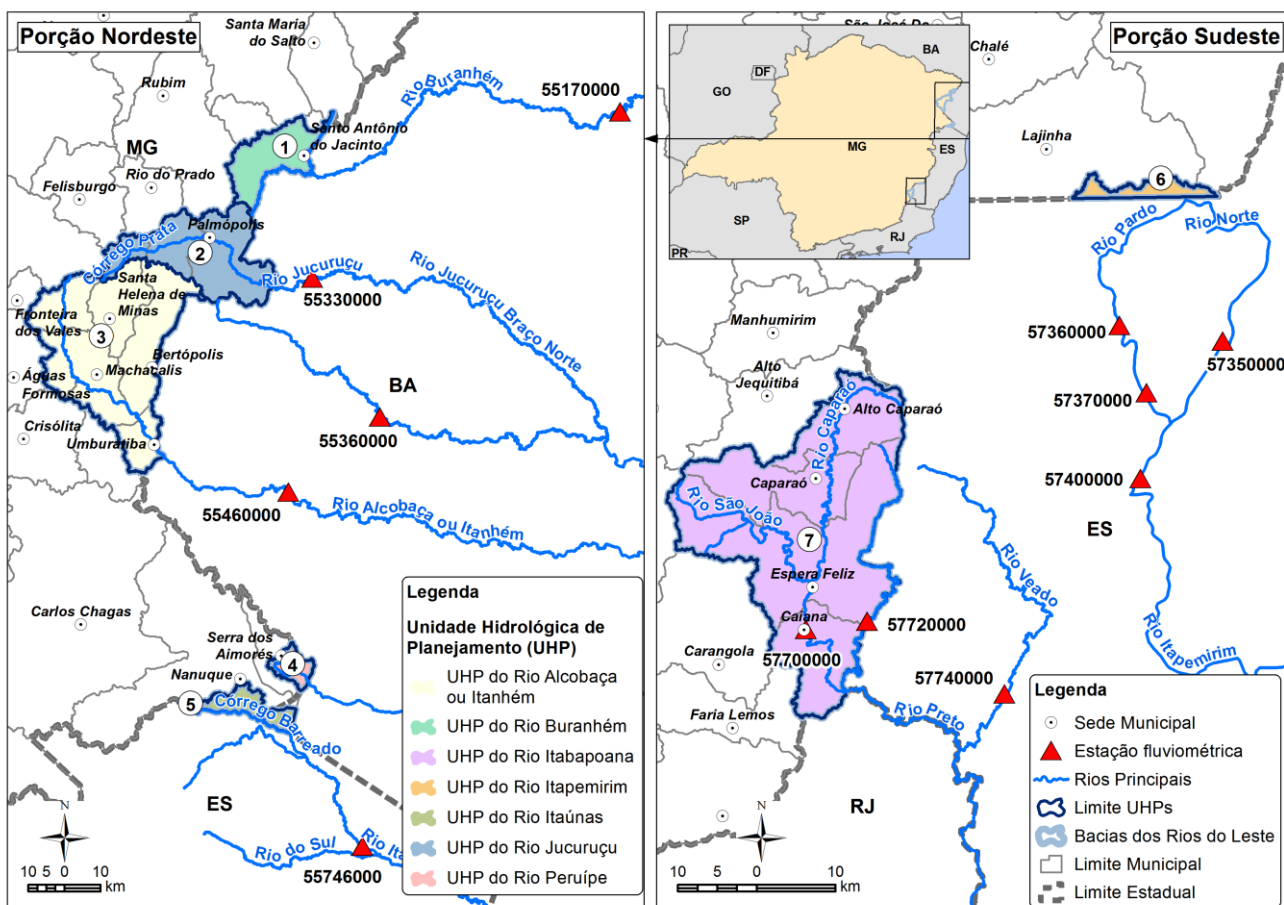 Porção Nordeste
Santa Maria
do Salto
Rubim
Rio Buranhém
55170000
1
Santo Antônio
do Jacinto
MG
Felisburgo
Rio do Prado
Palmópolis
Córrego Prata
2
Rio Jucuruçu
Rio Jucuruçu Braço Norte
55330000
Santa
Helena de
Minas
Fronteira
dos Vales
3
Bertópolis
Machacalis
Águas
Formosas
BA
Crisólita
Umburatiba
55360000
55460000
Rio Alcobaça ou Itanhém
Carlos Chagas
Serra dos
Aimorés
4
Nanuque
5
Córrego Barreado
ES
Rio do Sul
Rio Ita
55746000
N
10 5 0 10
km
Legenda
Unidade Hidrológica de
Planejamento (UHP)
UHP do Rio Alcobaça
ou Itanhém
UHP do Rio Buranhém
UHP do Rio Itabapoana
UHP do Rio Itapemirim
UHP do Rio Itaúnas
UHP do Rio Jucuruçu
UHP do Rio Peruípe
Porção Sudeste
Chalé
BA
DF
GO
MG
ES
SP
RJ
PR
Lajinha
6
Rio Pardo
Rio Norte
57360000
57350000
57370000
57400000
ES
Rio Itapemirim
Manhumirim
Alto
Jequitibá
Alto Caparaó
Rio Caparaó
Caparaó
Rio São João
7
Espera Feliz
Caiana
57700000
57720000
Rio Veado
57740000
Carangola
Faria Lemos
Rio Preto
RJ
N
10 0 10
km
Legenda
Sede Municipal
Estação fluviométrica
Rios Principais
Limite UHPs
Bacias dos Rios do Leste
Limite Municipal
Limite Estadual